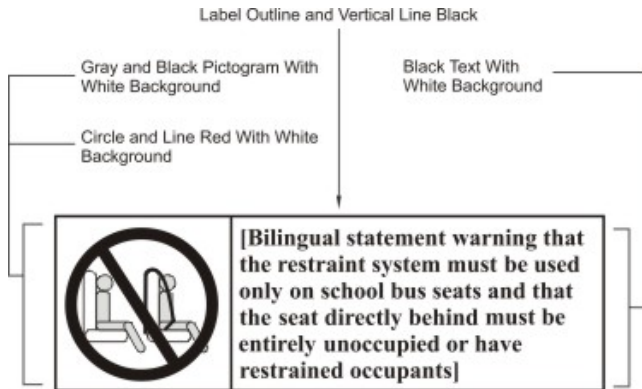 Label Outline and Vertical Line Black
Gray and Black Pictogram With
White Background
Black Text With
White Background
Circle and Line Red With White
Background
[Bilingual statement warning that
the restraint system must be used
only on school bus seats and that
the seat directly behind must be
entirely unoccupied or have
restrained occupants]